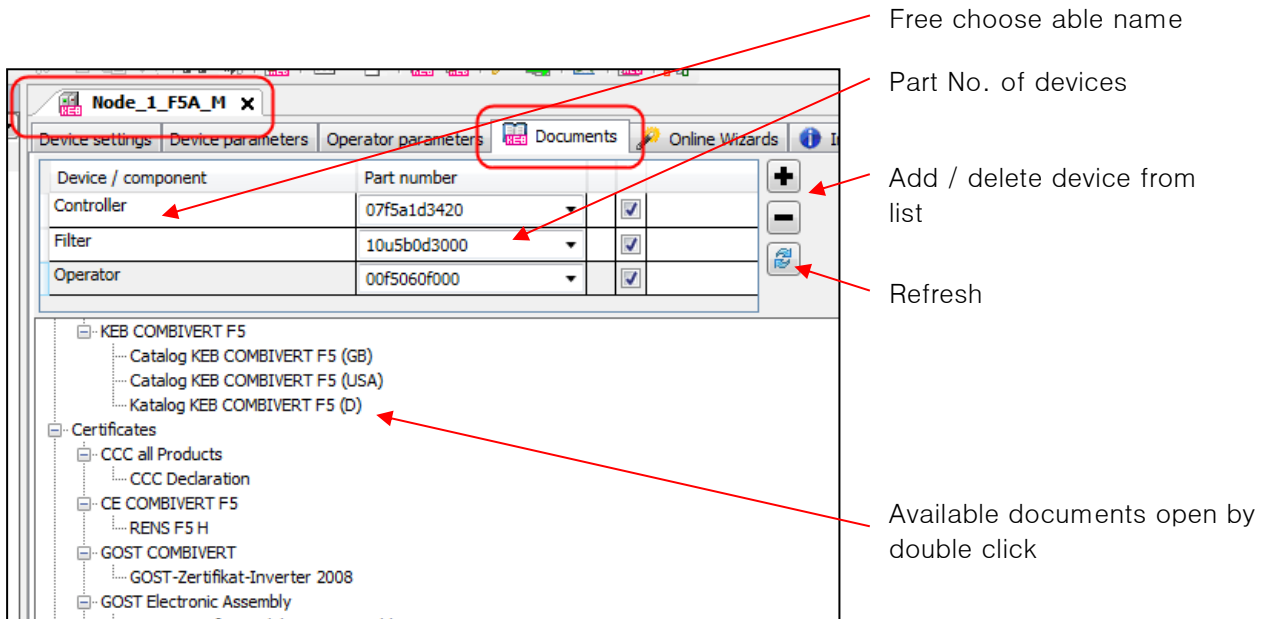 Free choose able name
Part No. of devices
Add / delete device from
list
Refresh
Available documents open by
double click
Node_1_F5A_M x
Device settings Device parameters Operator parameters Documents Online Wizards
Device / component Part number
Controller 07f5a1d3420
Filter 10u5b0d3000
Operator 00f5060f000
KEB COMBIVERT F5
Catalog KEB COMBIVERT F5 (GB)
Catalog KEB COMBIVERT F5 (USA)
Katalog KEB COMBIVERT F5 (D)
Certificates
CCC all Products
CCC Declaration
CE COMBIVERT F5
RENS F5 H
GOST COMBIVERT
GOST-Zertifikat-Inverter 2008
GOST Electronic Assembly